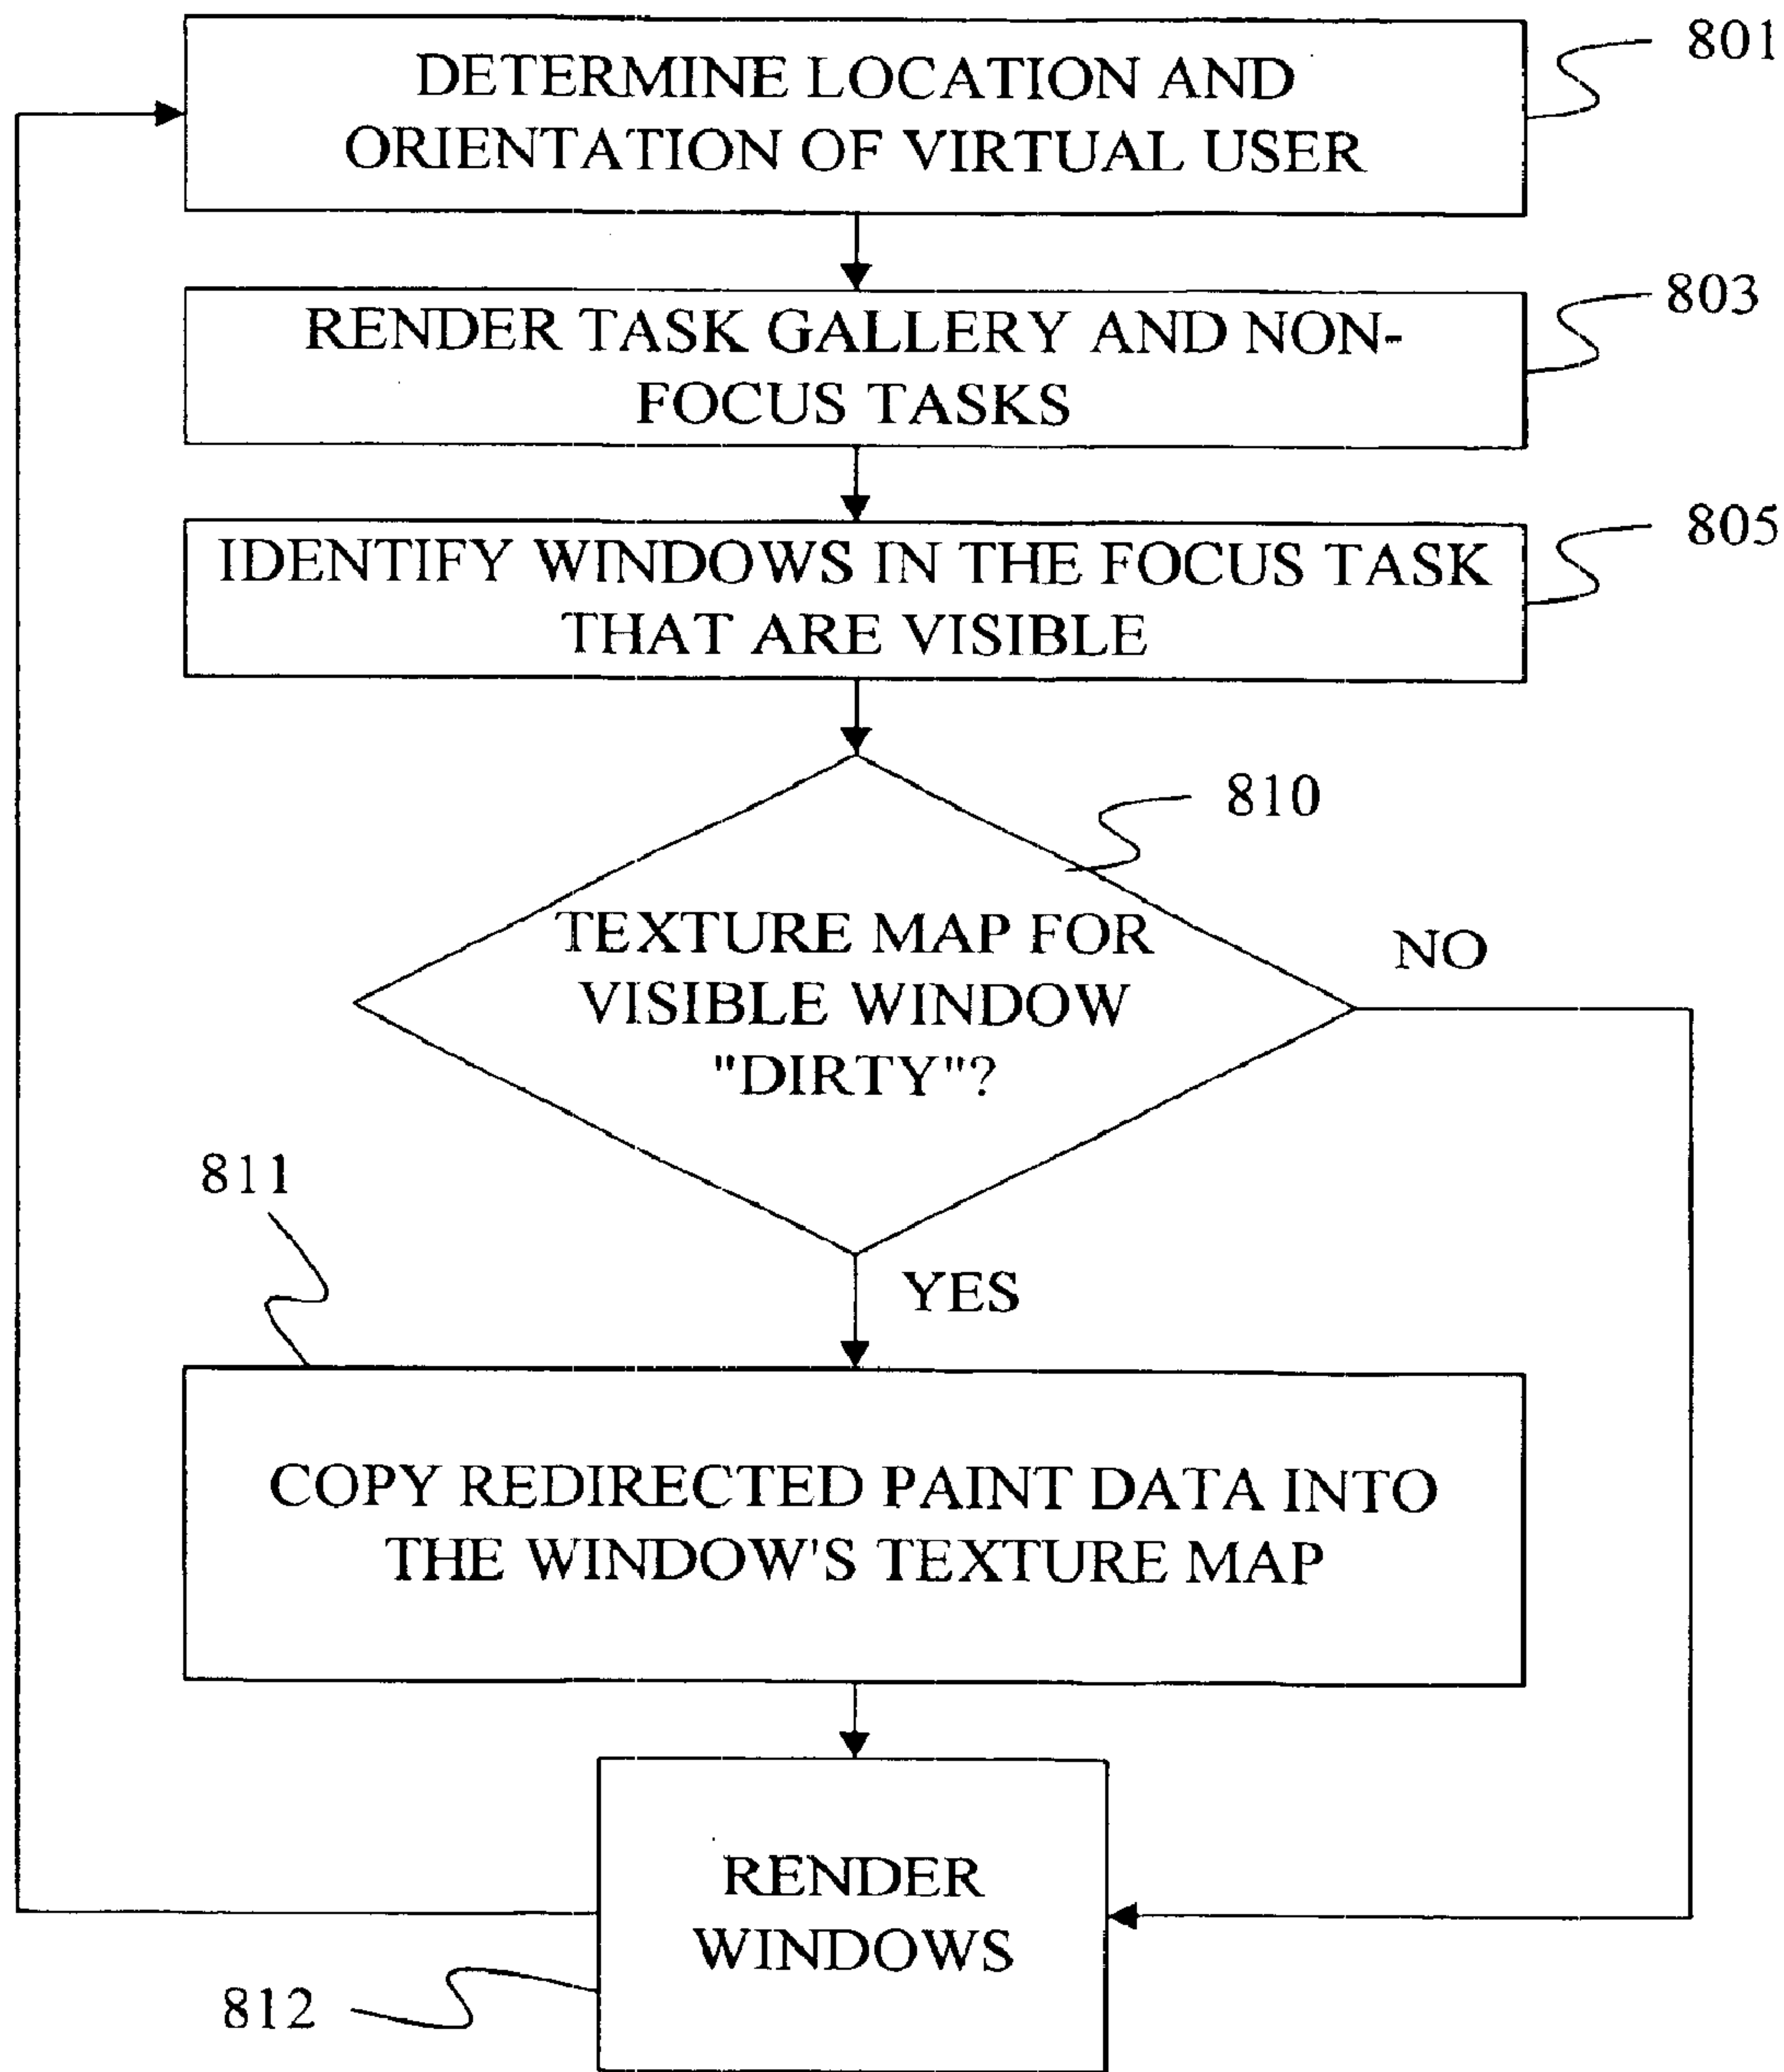 DETERMINE LOCATION AND
ORIENTATION OF VIRTUAL USER
801
RENDER TASK GALLERY AND NON-
FOCUS TASKS
803
IDENTIFY WINDOWS IN THE FOCUS TASK
THAT ARE VISIBLE
805
810
TEXTURE MAP FOR
VISIBLE WINDOW
"DIRTY"?
NO
YES
811
COPY REDIRECTED PAINT DATA INTO
THE WINDOW'S TEXTURE MAP
RENDER
WINDOWS
812